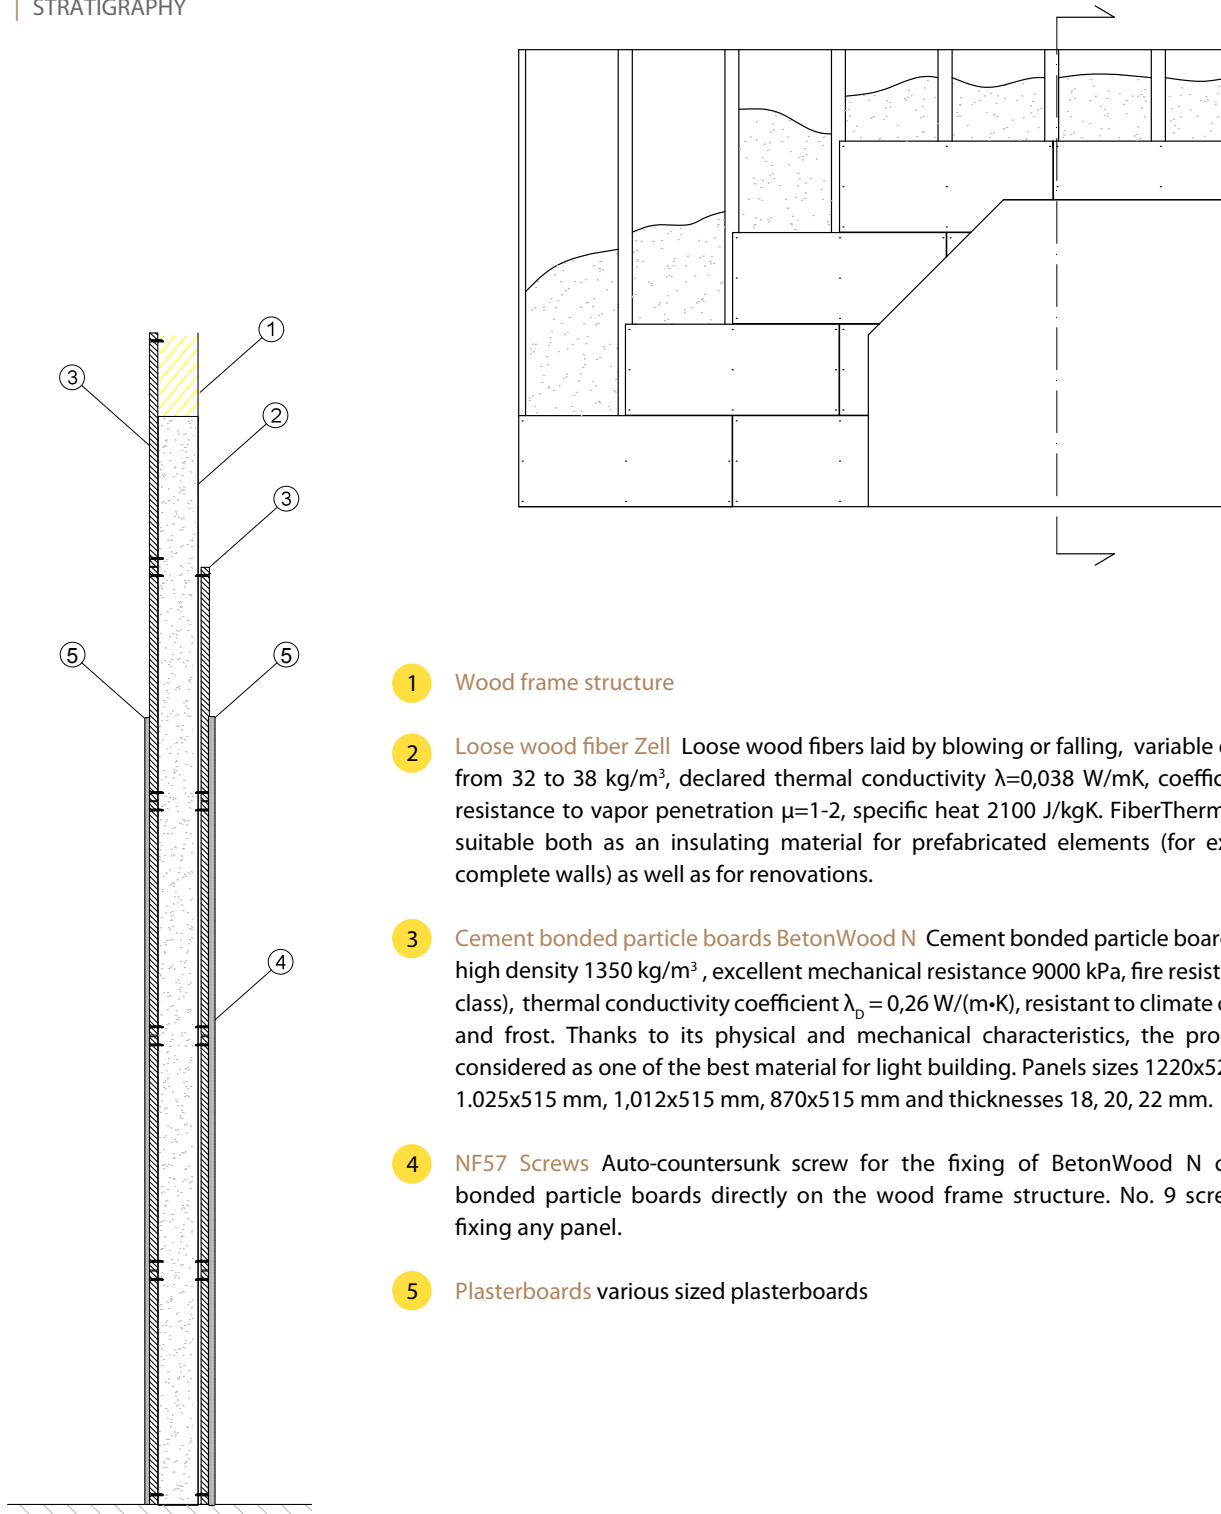 STRATIGRAPHY
1
3
2
3
5
5
4
1 Wood frame structure
2 Loose wood fiber Zell Loose wood fibers laid by blowing or falling, variable
from 32 to 38 kg/m³, declared thermal conductivity λ=0,038 W/mK,
resistance to vapor penetration μ=1-2, specific heat 2100 J/kgK. FiberTherm
suitable both as an insulating material for prefabricated elements (for
complete walls) as well as for renovations.
3 Cement bonded particle boards BetonWood N Cement bonded particle
high density 1350 kg/m³ , excellent mechanical resistance 9000 kPa, fire
class), thermal conductivity coefficient λD = 0,26 W/(m•K), resistant to climate
and frost. Thanks to its physical and mechanical characteristics, the
considered as one of the best material for light building. Panels sizes
1.025x515 mm, 1,012x515 mm, 870x515 mm and thicknesses 18, 20, 22 mm.
4 NF57 Screws Auto-countersunk screw for the fixing of BetonWood N
bonded particle boards directly on the wood frame structure. No. 9
fixing any panel.
5 Plasterboards various sized plasterboards